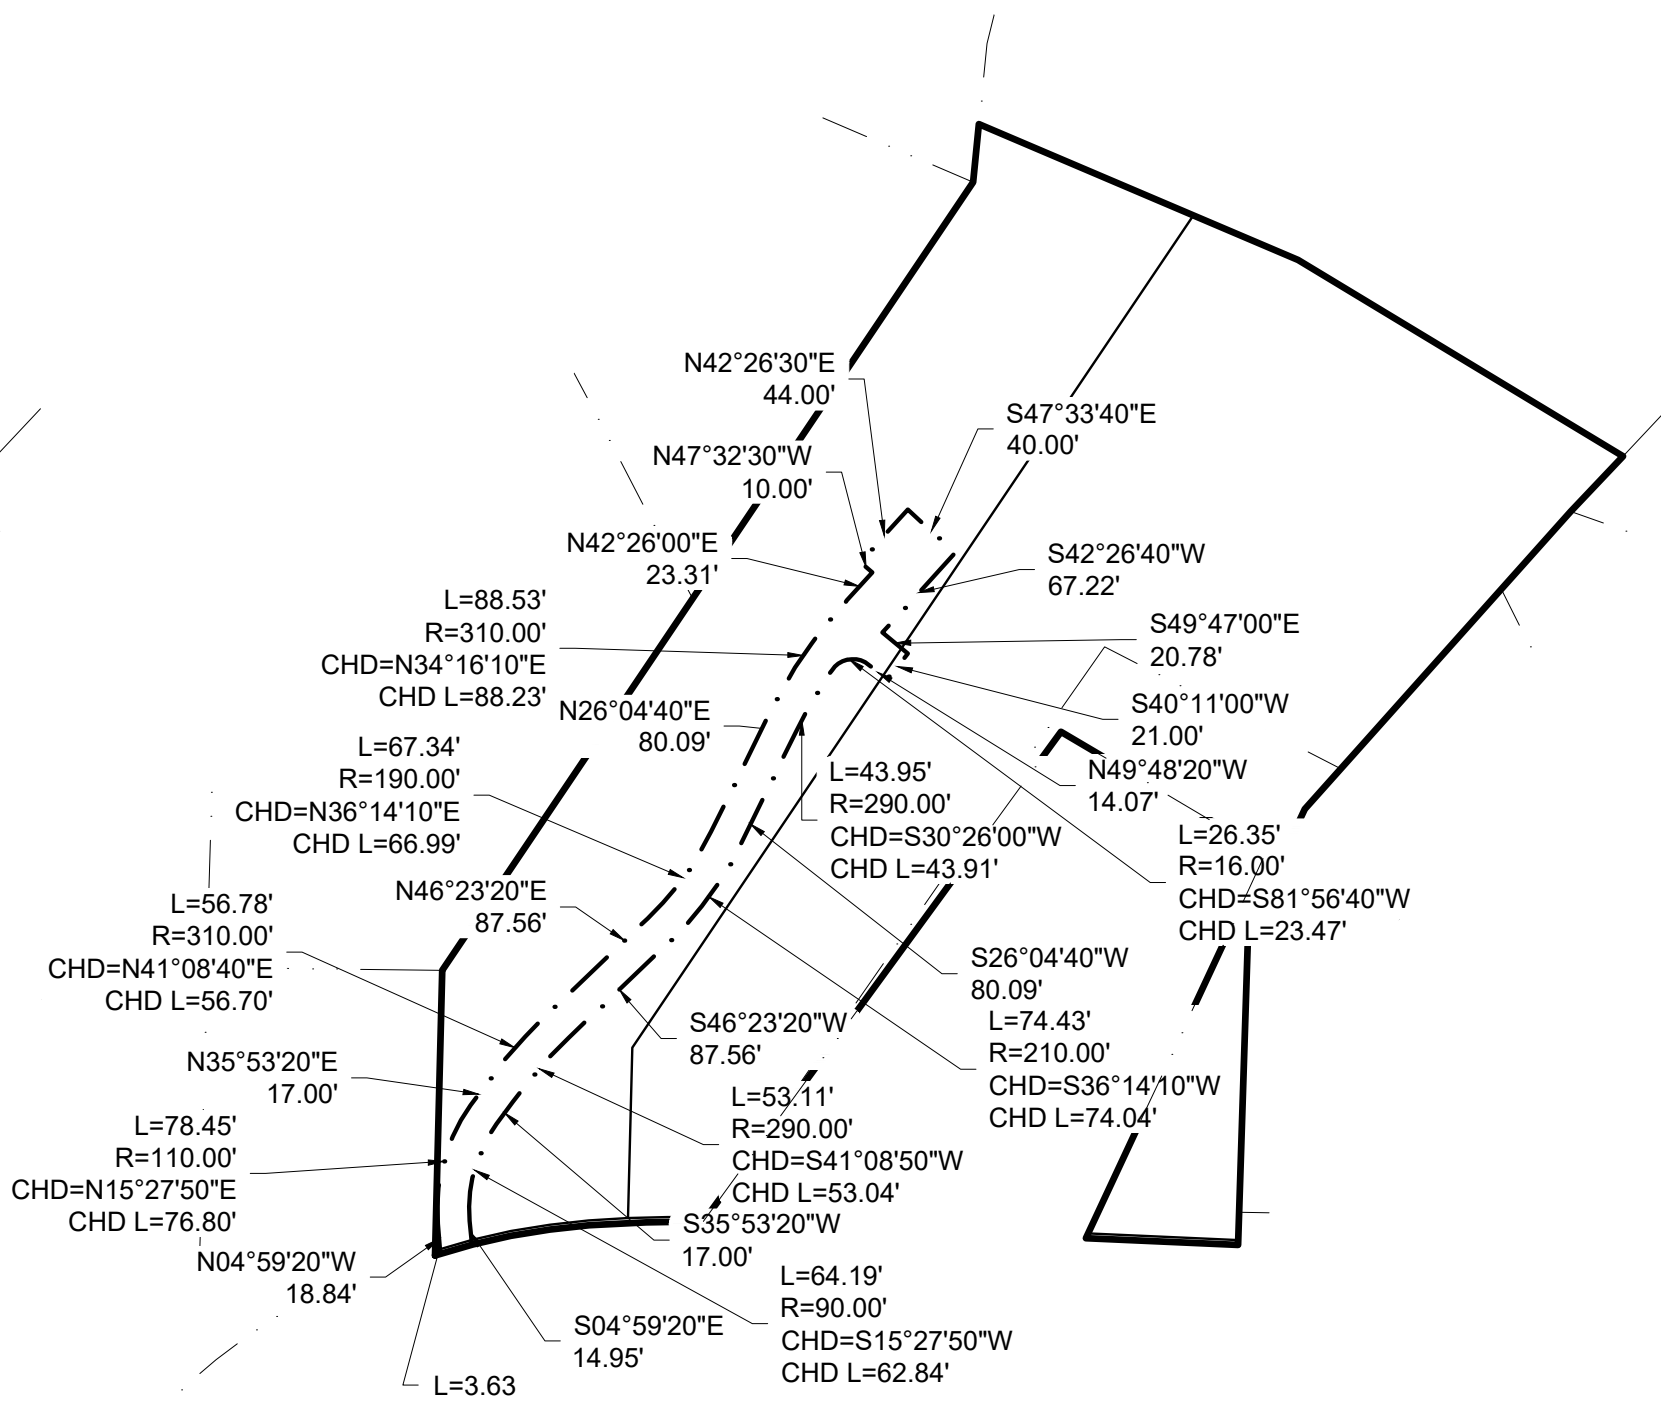 N42°26'30"E
44.00'
S47°33'40"E
40.00'
N47°32'30"W
10.00'
N42°26'00"E
23.31'
S42°26'40"W
67.22'
L=88.53'
R=310.00'
CHD=N34°16'10"E
CHD L=88.23'
S49°47'00"E
20.78'
N26°04'40"E
80.09'
S40°11'00"W
21.00'
L=67.34'
R=190.00'
CHD=N36°14'10"E
CHD L=66.99'
L=43.95'
R=290.00'
CHD=S30°26'00"W
CHD L=43.91'
N49°48'20"W
14.07'
L=26.35'
R=16.00'
CHD=S81°56'40"W
CHD L=23.47'
N46°23'20"E
87.56'
L=56.78'
R=310.00'
CHD=N41°08'40"E
CHD L=56.70'
S26°04'40"W
80.09'
S46°23'20"W
87.56'
L=74.43'
R=210.00'
CHD=S36°14'10"W
CHD L=74.04'
N35°53'20"E
17.00'
L=53.11'
R=290.00'
CHD=S41°08'50"W
CHD L=53.04'
L=78.45'
R=110.00'
CHD=N15°27'50"E
CHD L=76.80'
S35°53'20"W
17.00'
N04°59'20"W
18.84'
L=64.19'
R=90.00'
CHD=S15°27'50"W
CHD L=62.84'
S04°59'20"E
14.95'
L=3.63